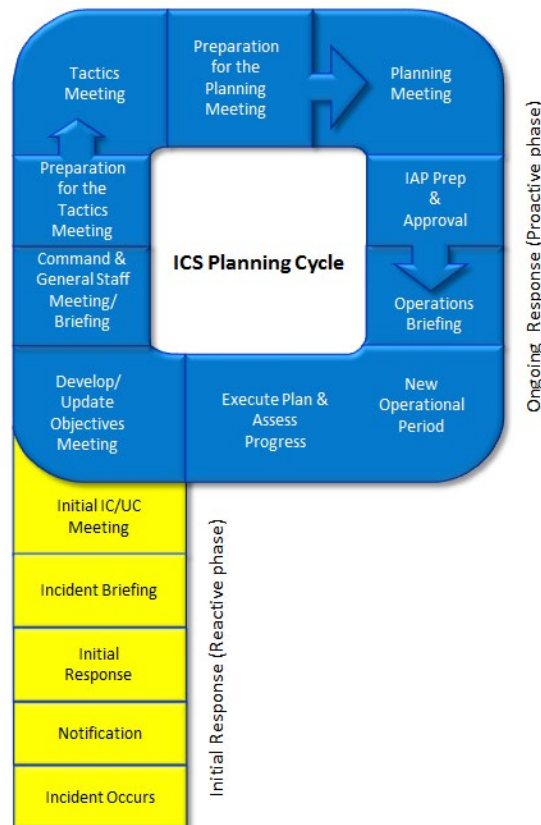 Tactics
Meeting
Preparation
for the
Planning
Meeting
Planning
Meeting
Preparation
for the
Tactics
Meeting
IAP Prep
&
Approval
Command &
General Staff
Meeting/
Briefing
ICS Planning Cycle
Operations
Briefing
Develop/
Update
Objectives
Meeting
Execute Plan &
Assess
Progress
New
Operational
Period
Ongoing Response (Proactive phase)
Initial IC/UC
Meeting
Incident Briefing
Initial
Response
Notification
Incident Occurs
Initial Response (Reactive phase)